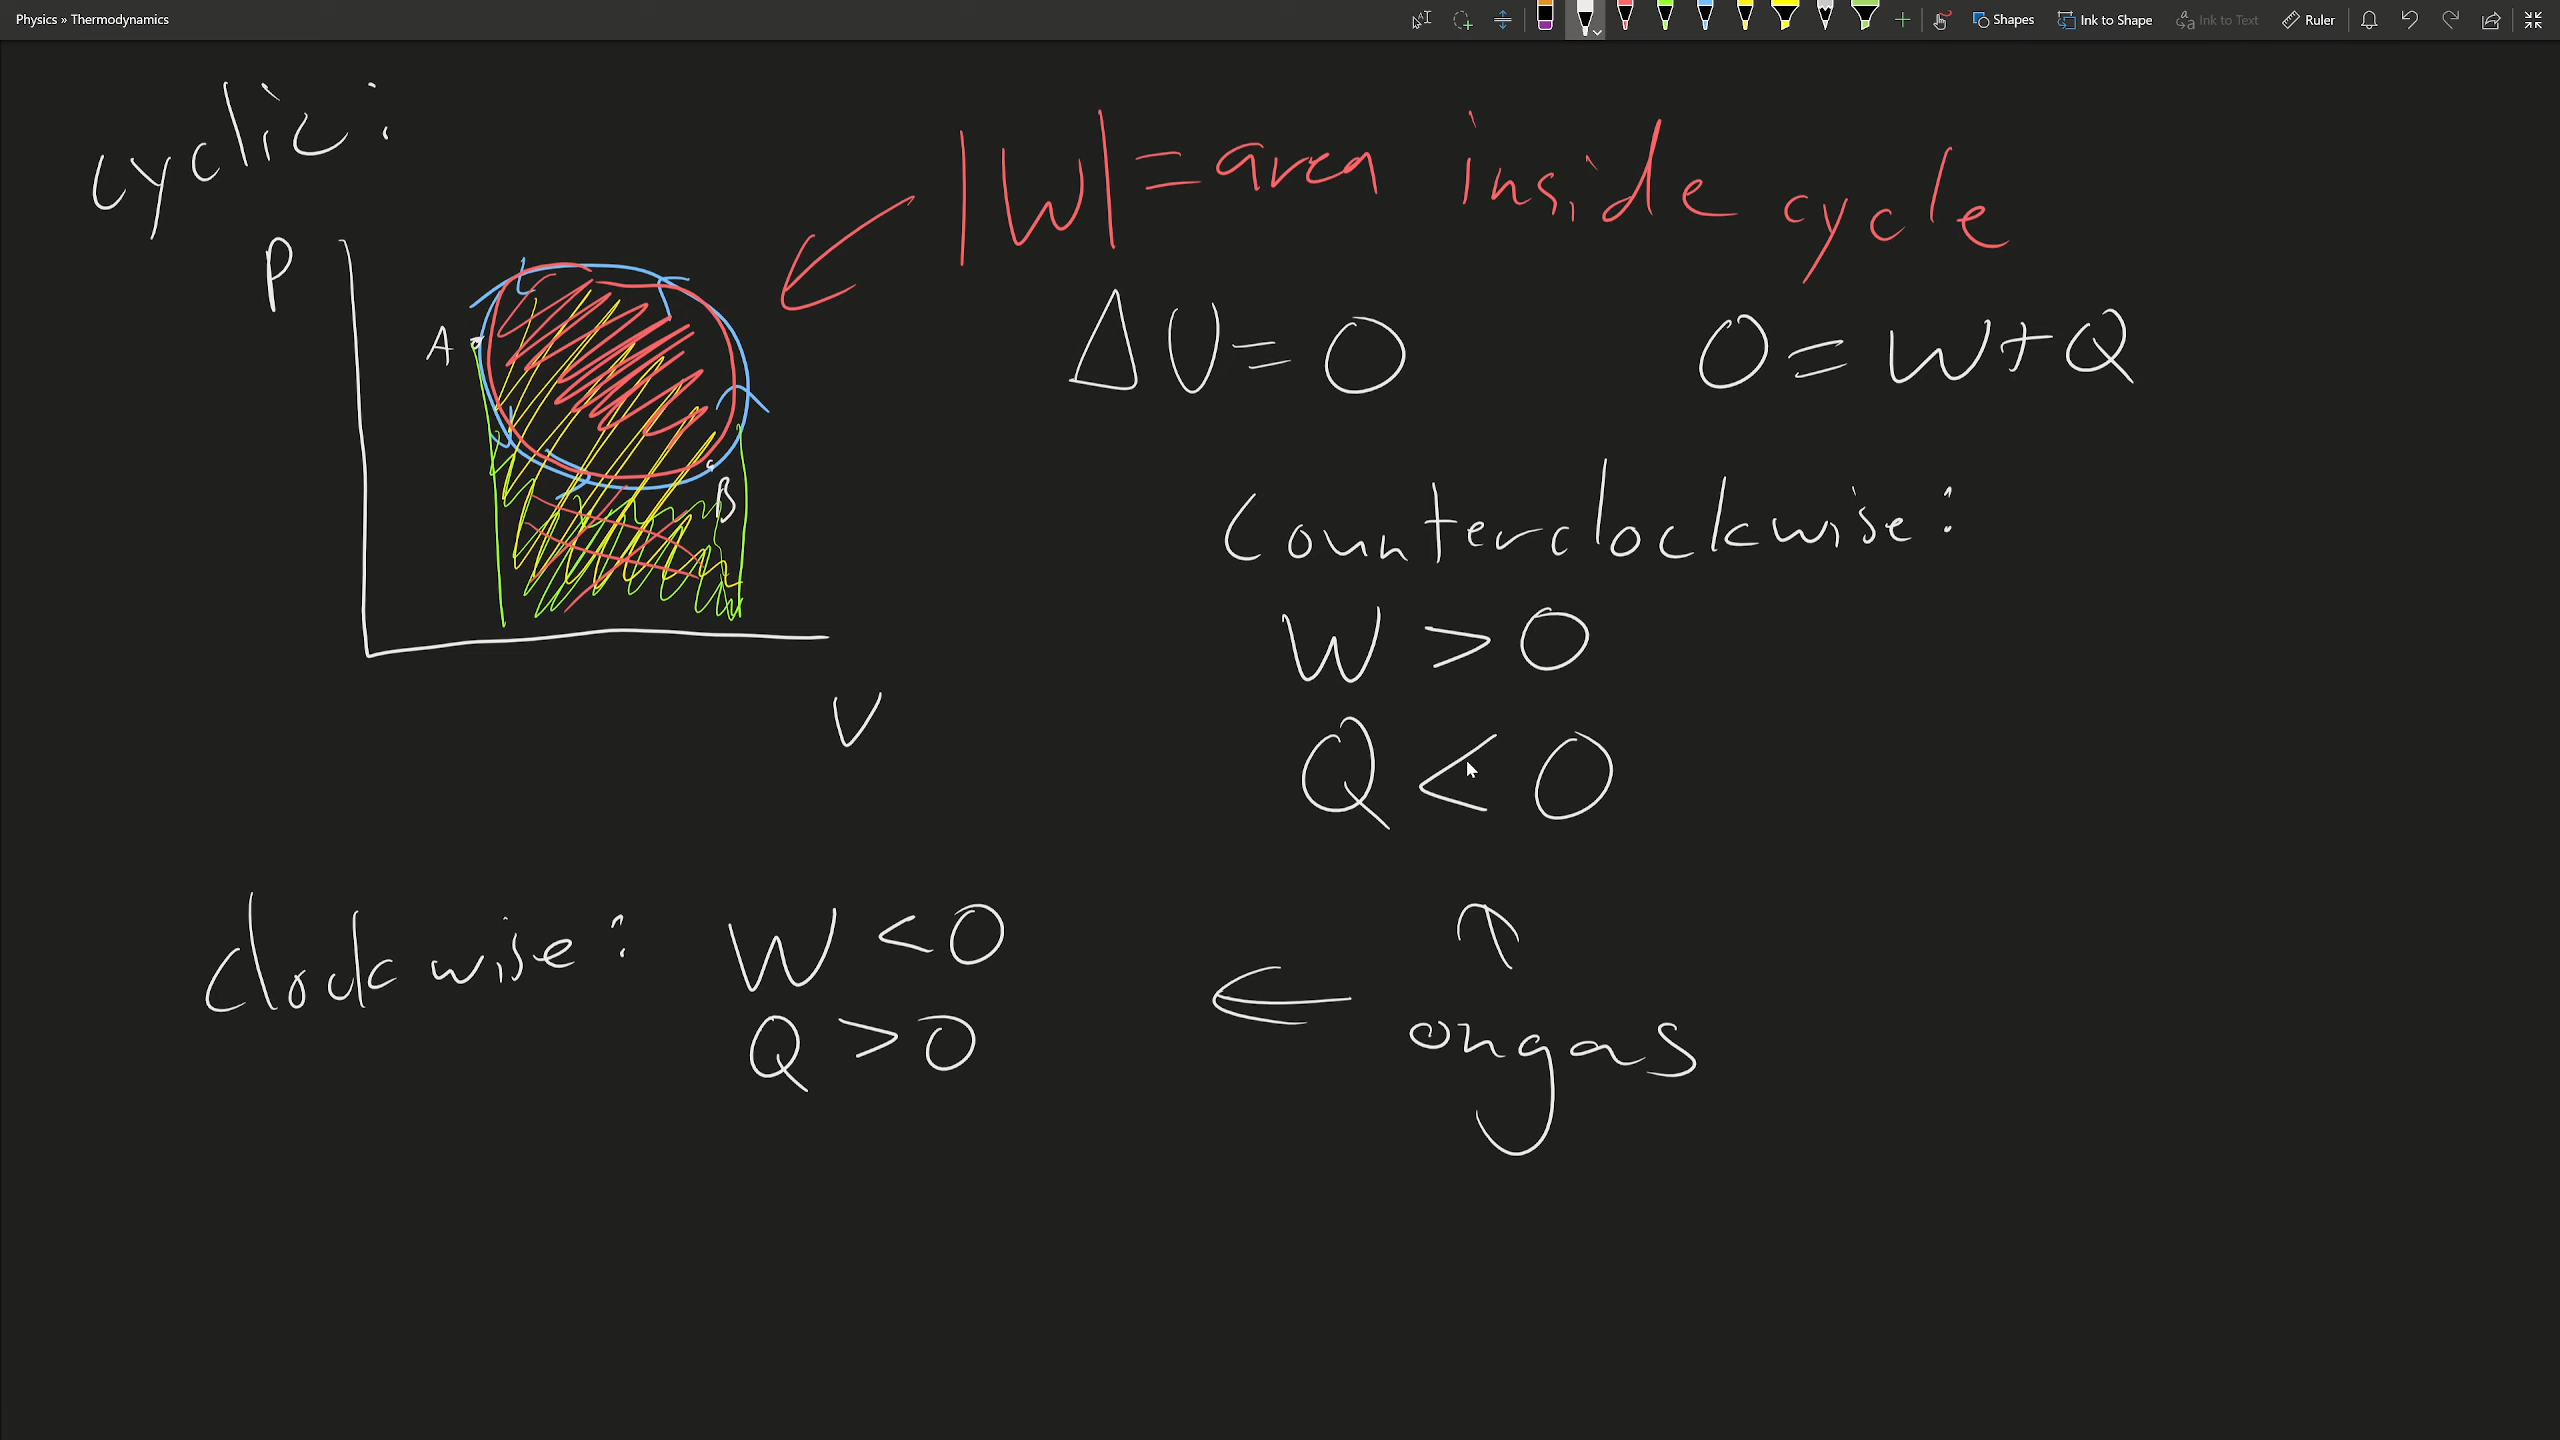 Physics » Thermodynamics
Shapes
Ink to Shape
Ink to Text
Ruler
cyclic:
|W| = area inside cycle
P
A
B
V
ΔU = 0
0 = W + Q
Counterclockwise:
W > 0
Q < 0
Clockwise: W < 0
Q > 0
on gas